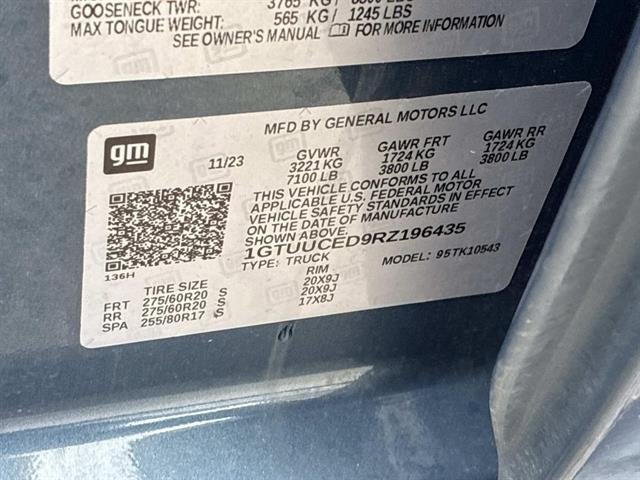 GOOSENECK TWR: 3765 KG/
MAX TONGUE WEIGHT: 565 KG / 1245 LBS
SEE OWNER'S MANUAL FOR MORE INFORMATION
gm
MFD BY GENERAL MOTORS LLC
11/23
GVWR GAWR FRT GAWR RR
3221 KG 1724 KG 1724 KG
7100 LB 3800 LB 3800 LB
THIS VEHICLE CONFORMS TO ALL
APPLICABLE U.S. FEDERAL MOTOR
VEHICLE SAFETY STANDARDS IN EFFECT
ON THE DATE OF MANUFACTURE
1GTUUCED9RZ196435
TYPE: TRUCK MODEL: 95TK10543
136H
TIRE SIZE RIM
FRT 275/60R20 S 20X9J
RR 275/60R20 S 20X9J
SPA 255/80R17 S 17X8J